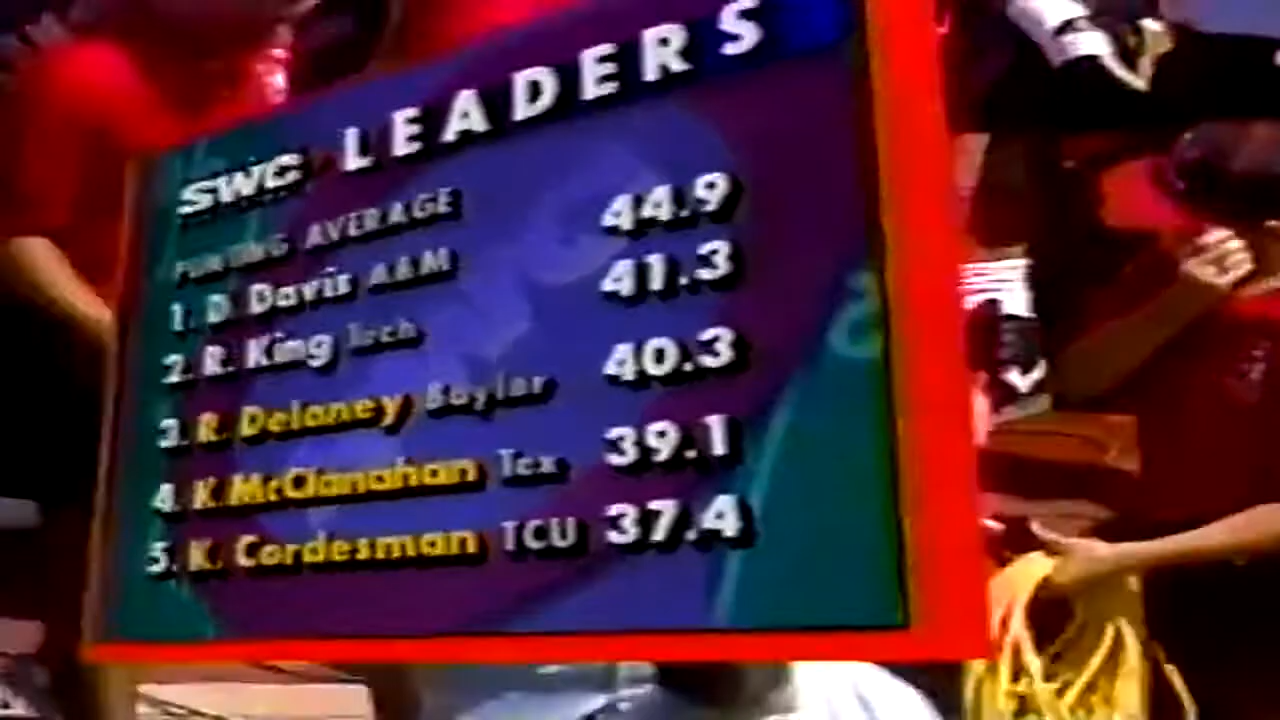 SWC LEADERS
PUNTING AVERAGE
1. D. Davis A&M 44.9
2. R. King Tech 41.3
3. R. Delaney Baylor 40.3
4. K. McClanahan Tex 39.1
5. K. Cordesman TCU 37.4